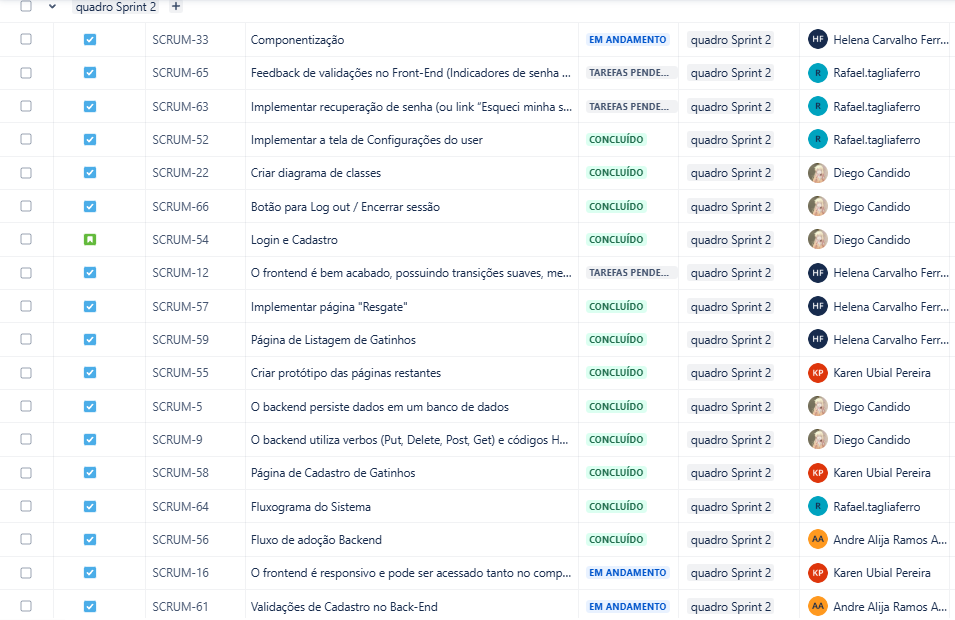 quadro Sprint 2 +
SCRUM-33 Componentização EM ANDAMENTO quadro Sprint 2 HF Helena Carvalho Ferr...
SCRUM-65 Feedback de validações no Front-End (Indicadores de senha ... TAREFAS PENDE... quadro Sprint 2 R Rafael.tagliaferro
SCRUM-63 Implementar recuperação de senha (ou link “Esqueci minha s... TAREFAS PENDE... quadro Sprint 2 R Rafael.tagliaferro
SCRUM-52 Implementar a tela de Configurações do user CONCLUÍDO quadro Sprint 2 R Rafael.tagliaferro
SCRUM-22 Criar diagrama de classes CONCLUÍDO quadro Sprint 2 Diego Candido
SCRUM-66 Botão para Log out / Encerrar sessão CONCLUÍDO quadro Sprint 2 Diego Candido
SCRUM-54 Login e Cadastro CONCLUÍDO quadro Sprint 2 Diego Candido
SCRUM-12 O frontend é bem acabado, possuindo transições suaves, me... TAREFAS PENDE... quadro Sprint 2 HF Helena Carvalho Ferr...
SCRUM-57 Implementar página "Resgate" CONCLUÍDO quadro Sprint 2 HF Helena Carvalho Ferr...
SCRUM-59 Página de Listagem de Gatinhos CONCLUÍDO quadro Sprint 2 HF Helena Carvalho Ferr...
SCRUM-55 Criar protótipo das páginas restantes CONCLUÍDO quadro Sprint 2 KP Karen Ubial Pereira
SCRUM-5 O backend persiste dados em um banco de dados CONCLUÍDO quadro Sprint 2 Diego Candido
SCRUM-9 O backend utiliza verbos (Put, Delete, Post, Get) e códigos H... CONCLUÍDO quadro Sprint 2 Diego Candido
SCRUM-58 Página de Cadastro de Gatinhos CONCLUÍDO quadro Sprint 2 KP Karen Ubial Pereira
SCRUM-64 Fluxograma do Sistema CONCLUÍDO quadro Sprint 2 R Rafael.tagliaferro
SCRUM-56 Fluxo de adoção Backend CONCLUÍDO quadro Sprint 2 AA Andre Alija Ramos A...
SCRUM-16 O frontend é responsivo e pode ser acessado tanto no comp... EM ANDAMENTO quadro Sprint 2 KP Karen Ubial Pereira
SCRUM-61 Validações de Cadastro no Back-End EM ANDAMENTO quadro Sprint 2 AA Andre Alija Ramos A...